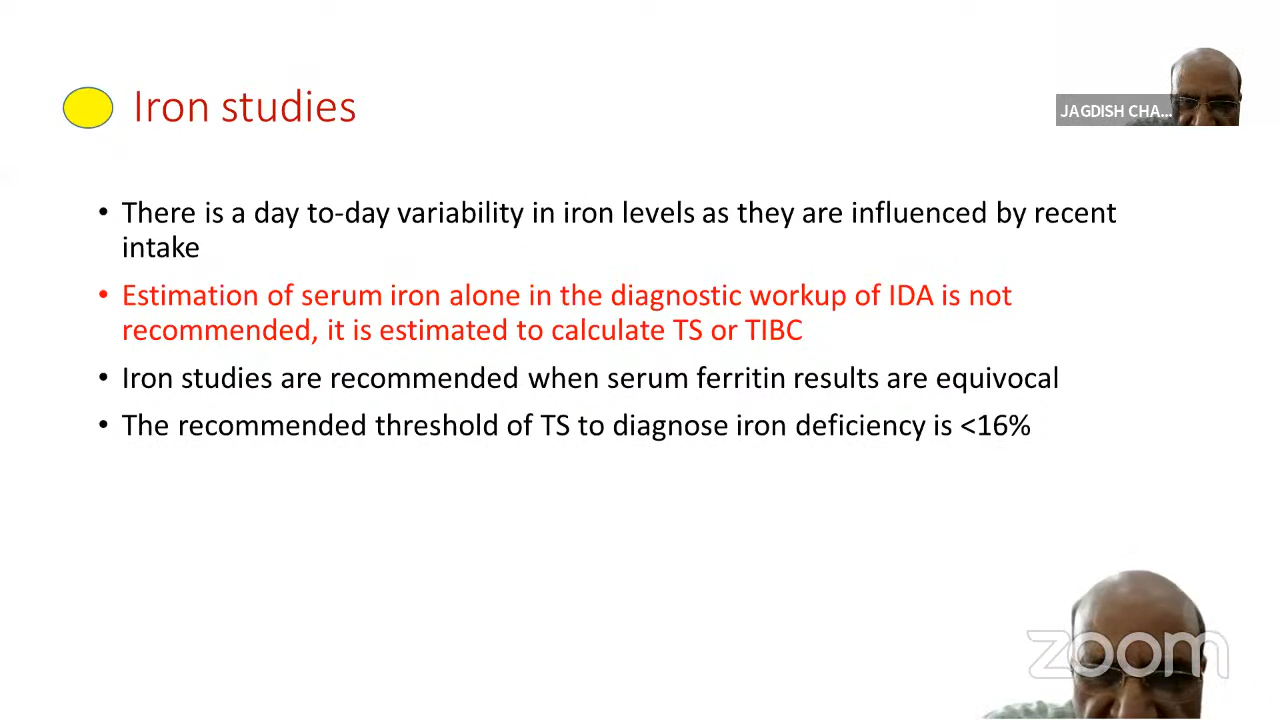 Iron studies
JAGDISH CHA...
• There is a day to-day variability in iron levels as they are influenced by recent
intake
• Estimation of serum iron alone in the diagnostic workup of IDA is not
recommended, it is estimated to calculate TS or TIBC
• Iron studies are recommended when serum ferritin results are equivocal
• The recommended threshold of TS to diagnose iron deficiency is <16%
zoom